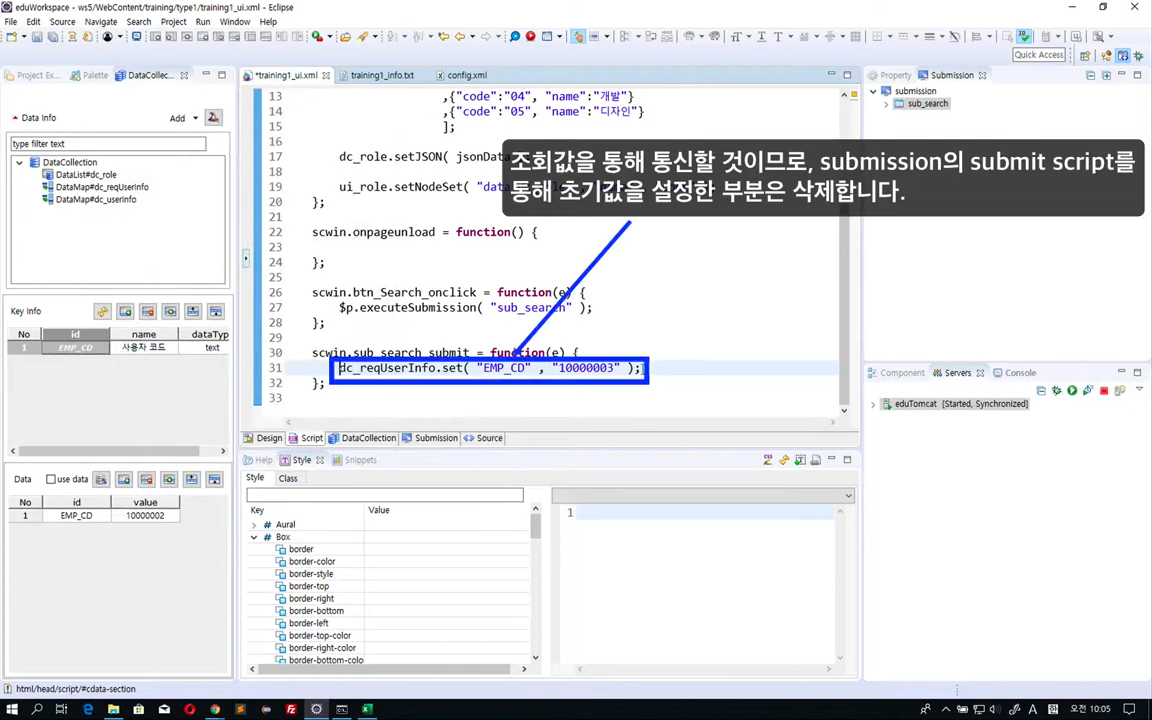 eduWorkspace - ws5/WebContent/training/type1/training1_ui.xml - Eclipse
File Edit Source Navigate Search Project Run Window Help
Quick Access
Project Ex... Palette DataCollec...
Data Info Add
type filter text
DataCollection
DataList#dc_role
DataMap#dc_reqUserInfo
DataMap#dc_userInfo
Key Info
No id name dataTyp
1 EMP_CD 사용자 코드 text
Data use data
No id value
1 EMP_CD 10000002
*training1_ui.xml training1_info.txt config.xml
13 ,{"code":"04", "name":"개발"}
14 ,{"code":"05", "name":"디자인"}
15 ];
16
17 dc_role.setJSON( jsonData
18
19 ui_role.setNodeSet( "data
20 };
21
22 scwin.onpageunload = function() {
23
24 };
25
26 scwin.btn_Search_onclick = function(e) {
27 $p.executeSubmission( "sub_search" );
28 };
29
30 scwin.sub_search_submit = function(e) {
31 dc_reqUserInfo.set( "EMP_CD" , "10000003" );
32 };
33
조회값을 통해 통신할 것이므로, submission의 submit script를
통해 초기값을 설정한 부분은 삭제합니다.
Design Script DataCollection Submission Source
Help Style Snippets
Style Class
Key Value
Aural
Box
border
border-color
border-style
border-top
border-right
border-bottom
border-left
border-top-color
border-right-color
border-bottom-colo
1
Property Submission
submission
sub_search
Component Servers Console
eduTomcat [Started, Synchronized]
html/head/script/#cdata-section
A 한 오전 10:05